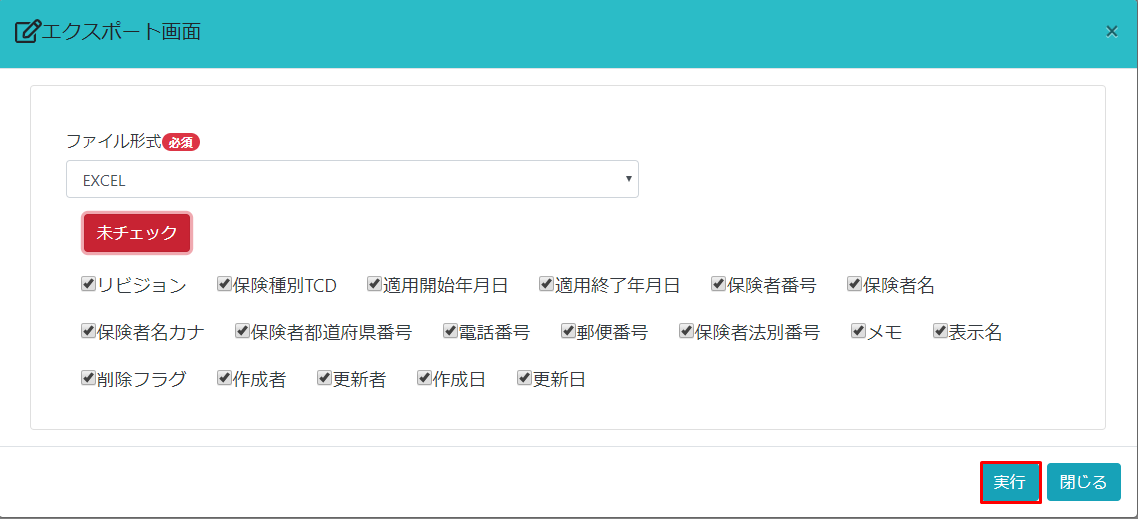 エクスポート画面 ×
ファイル形式 必須
EXCEL
未チェック
リビジョン 保険種別TCD 適用開始年月日 適用終了年月日 保険者番号 保険者名
保険者名カナ 保険者都道府県番号 電話番号 郵便番号 保険者法別番号 メモ 表示名
削除フラグ 作成者 更新者 作成日 更新日
実行 閉じる